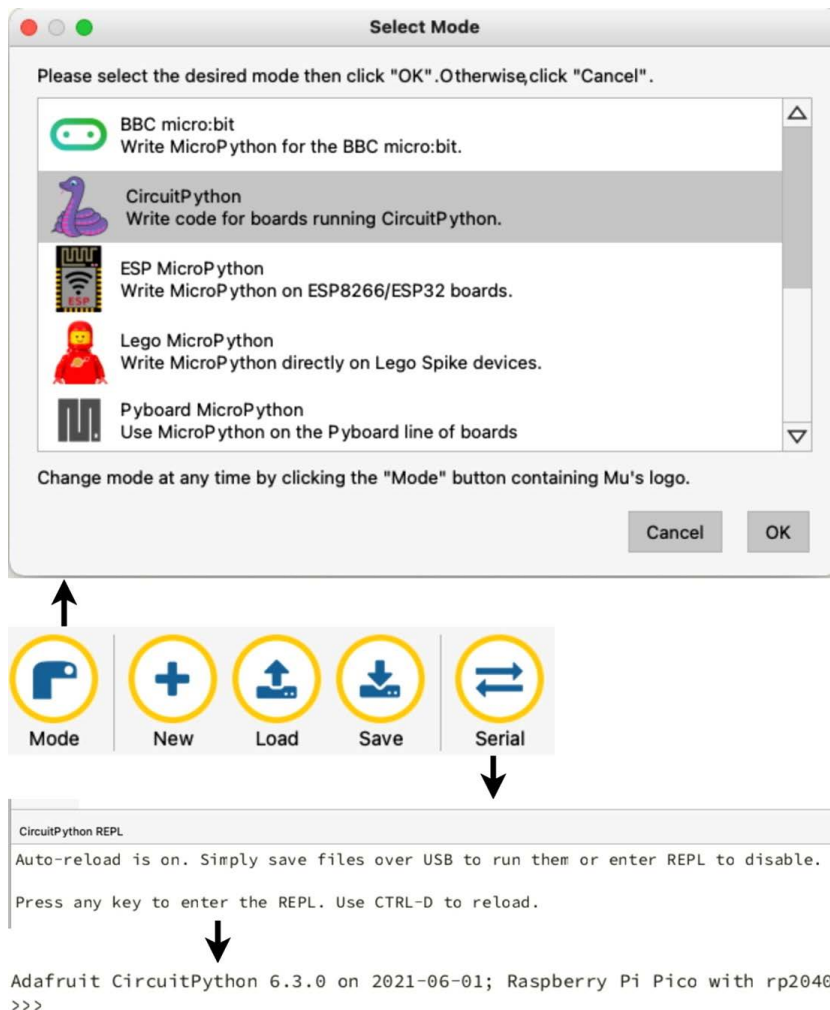 Select Mode
Please select the desired mode then click "OK".Otherwise,click "Cancel".
BBC micro:bit
Write MicroPython for the BBC micro:bit.
CircuitPython
Write code for boards running CircuitPython.
ESP
ESP MicroPython
Write MicroPython on ESP8266/ESP32 boards.
Lego MicroPython
Write MicroPython directly on Lego Spike devices.
Pyboard MicroPython
Use MicroPython on the Pyboard line of boards
Change mode at any time by clicking the "Mode" button containing Mu's logo.
Cancel OK
Mode New Load Save Serial
CircuitPython REPL
Auto-reload is on. Simply save files over USB to run them or enter REPL to disable.
Press any key to enter the REPL. Use CTRL-D to reload.
Adafruit CircuitPython 6.3.0 on 2021-06-01; Raspberry Pi Pico with rp2040
>>>